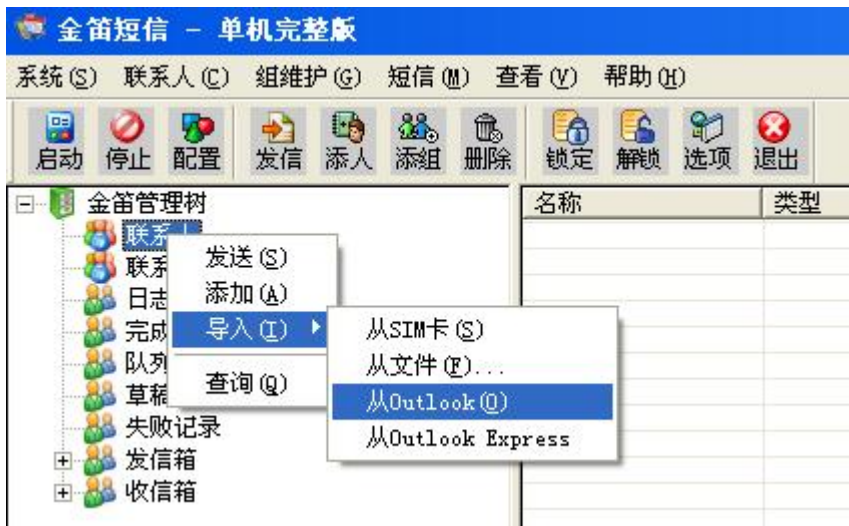 金笛短信 - 单机完整版
系统(S) 联系人(C) 组维护(G) 短信(M) 查看(V) 帮助(H)
启动 停止 配置 发信 添人 添组 删除 锁定 解锁 选项 退出
金笛管理树
联系人
联系
日志
完成
队列
草稿
失败记录
发信箱
收信箱
发送(S)
添加(A)
导入(I)
查询(Q)
从SIM卡(S)
从文件(F)...
从Outlook(O)
从Outlook Express
名称 类型